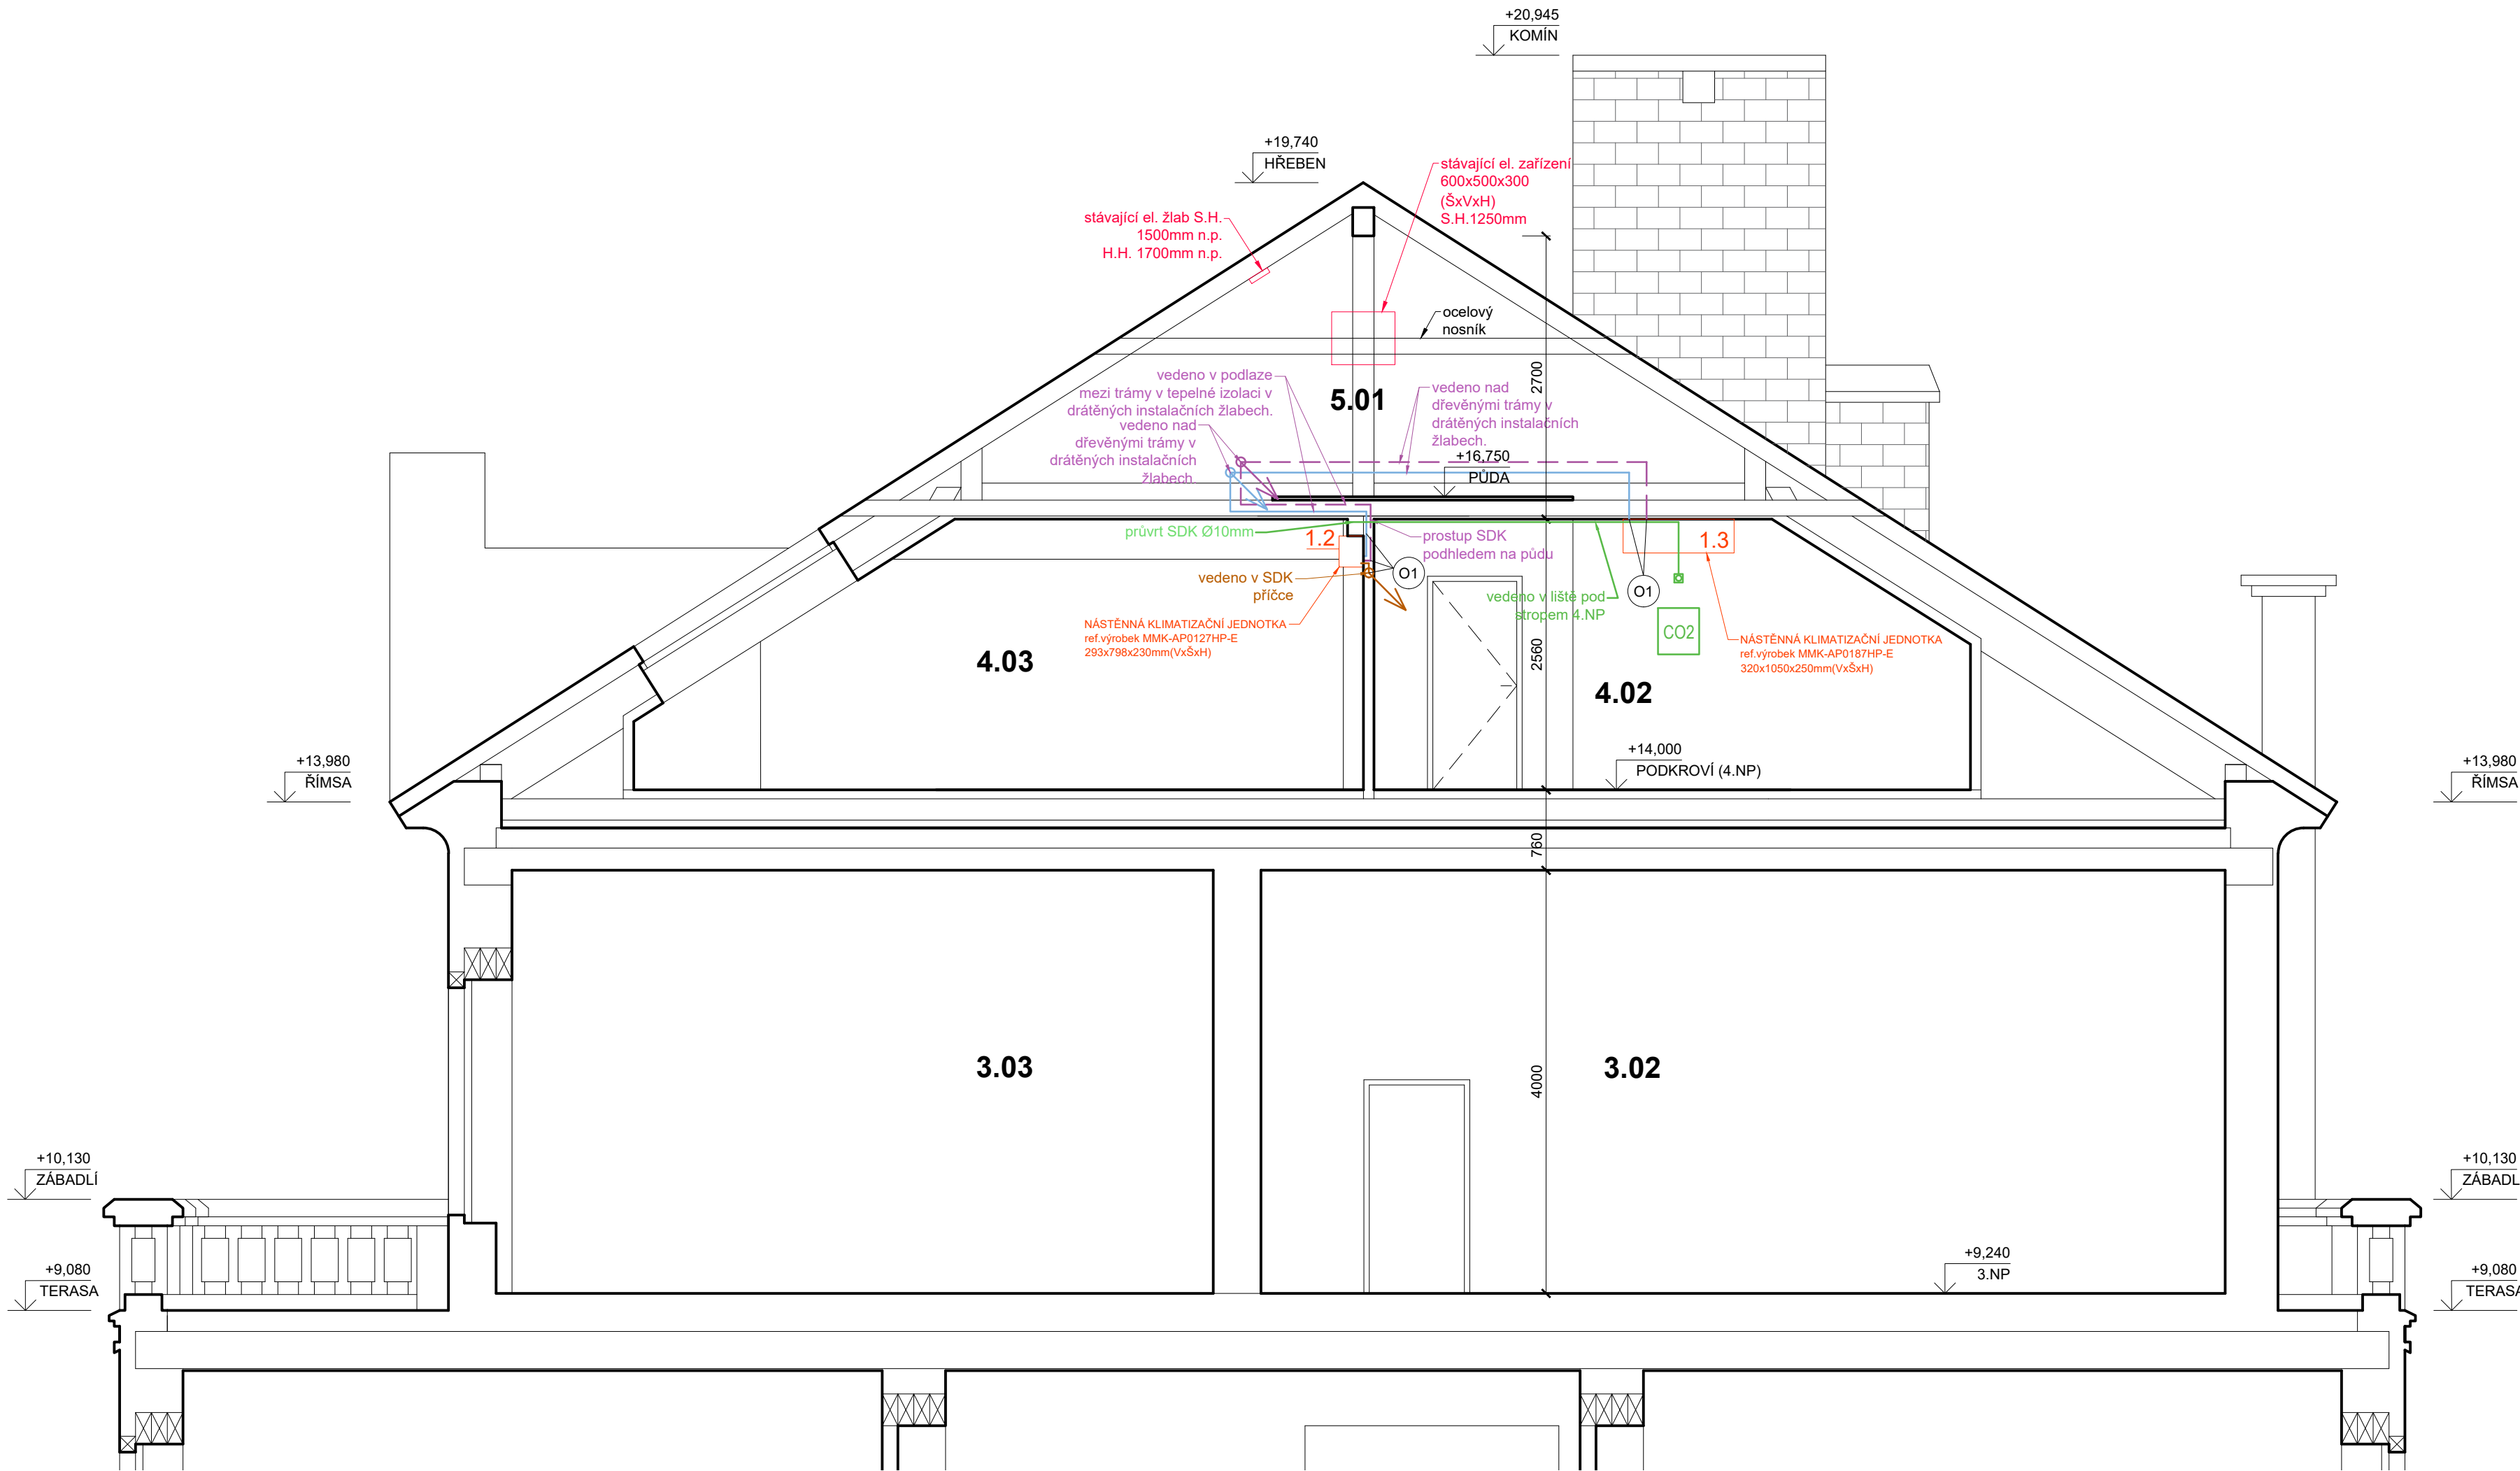 +20,945
KOMÍN
+19,740
HŘEBEN
stávající el. zařízení
600x500x300
(ŠxVxH)
S.H.1250mm
stávající el. žlab S.H.
1500mm n.p.
H.H. 1700mm n.p.
ocelový
nosník
2700
5.01
vedeno v podlaze
mezi trámy v tepelné izolaci v
drátěných instalačních žlabech.
vedeno nad
dřevěnými trámy v
drátěných instalačních
žlabech.
vedeno nad
dřevěnými trámy v
drátěných instalačních
žlabech.
+16,750
PŮDA
průvrt SDK Ø10mm
1.2
prostup SDK
podhledem na půdu
1.3
O1
O1
vedeno v SDK
příčce
vedeno v liště pod
stropem 4.NP
CO2
NÁSTĚNNÁ KLIMATIZAČNÍ JEDNOTKA
ref.výrobek MMK-AP0127HP-E
293x798x230mm(VxŠxH)
NÁSTĚNNÁ KLIMATIZAČNÍ JEDNOTKA
ref.výrobek MMK-AP0187HP-E
320x1050x250mm(VxŠxH)
2560
4.03
4.02
+14,000
PODKROVÍ (4.NP)
+13,980
ŘÍMSA
+13,980
ŘÍMSA
760
3.03
4000
3.02
+10,130
ZÁBADLÍ
+10,130
ZÁBADL
+9,240
3.NP
+9,080
TERASA
+9,080
TERASA